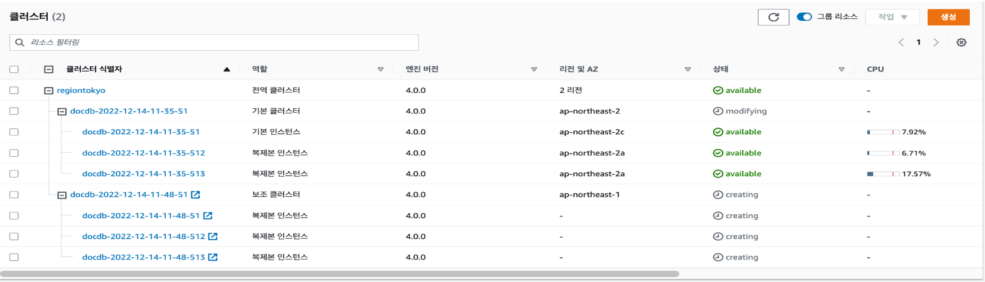 클러스터 (2)
그룹 리소스 작업 생성
리소스 필터링
1
클러스터 식별자 역할 엔진 버전 리전 및 AZ 상태 CPU
regiontokyo 전역 클러스터 4.0.0 2 리전 available -
docdb-2022-12-14-11-35-51 기본 클러스터 4.0.0 ap-northeast-2 modifying -
docdb-2022-12-14-11-35-51 기본 인스턴스 4.0.0 ap-northeast-2c available 7.92%
docdb-2022-12-14-11-35-512 복제본 인스턴스 4.0.0 ap-northeast-2a available 6.71%
docdb-2022-12-14-11-35-513 복제본 인스턴스 4.0.0 ap-northeast-2a available 17.57%
docdb-2022-12-14-11-48-51 보조 클러스터 4.0.0 ap-northeast-1 creating -
docdb-2022-12-14-11-48-51 복제본 인스턴스 4.0.0 - creating -
docdb-2022-12-14-11-48-512 복제본 인스턴스 4.0.0 - creating -
docdb-2022-12-14-11-48-513 복제본 인스턴스 4.0.0 - creating -